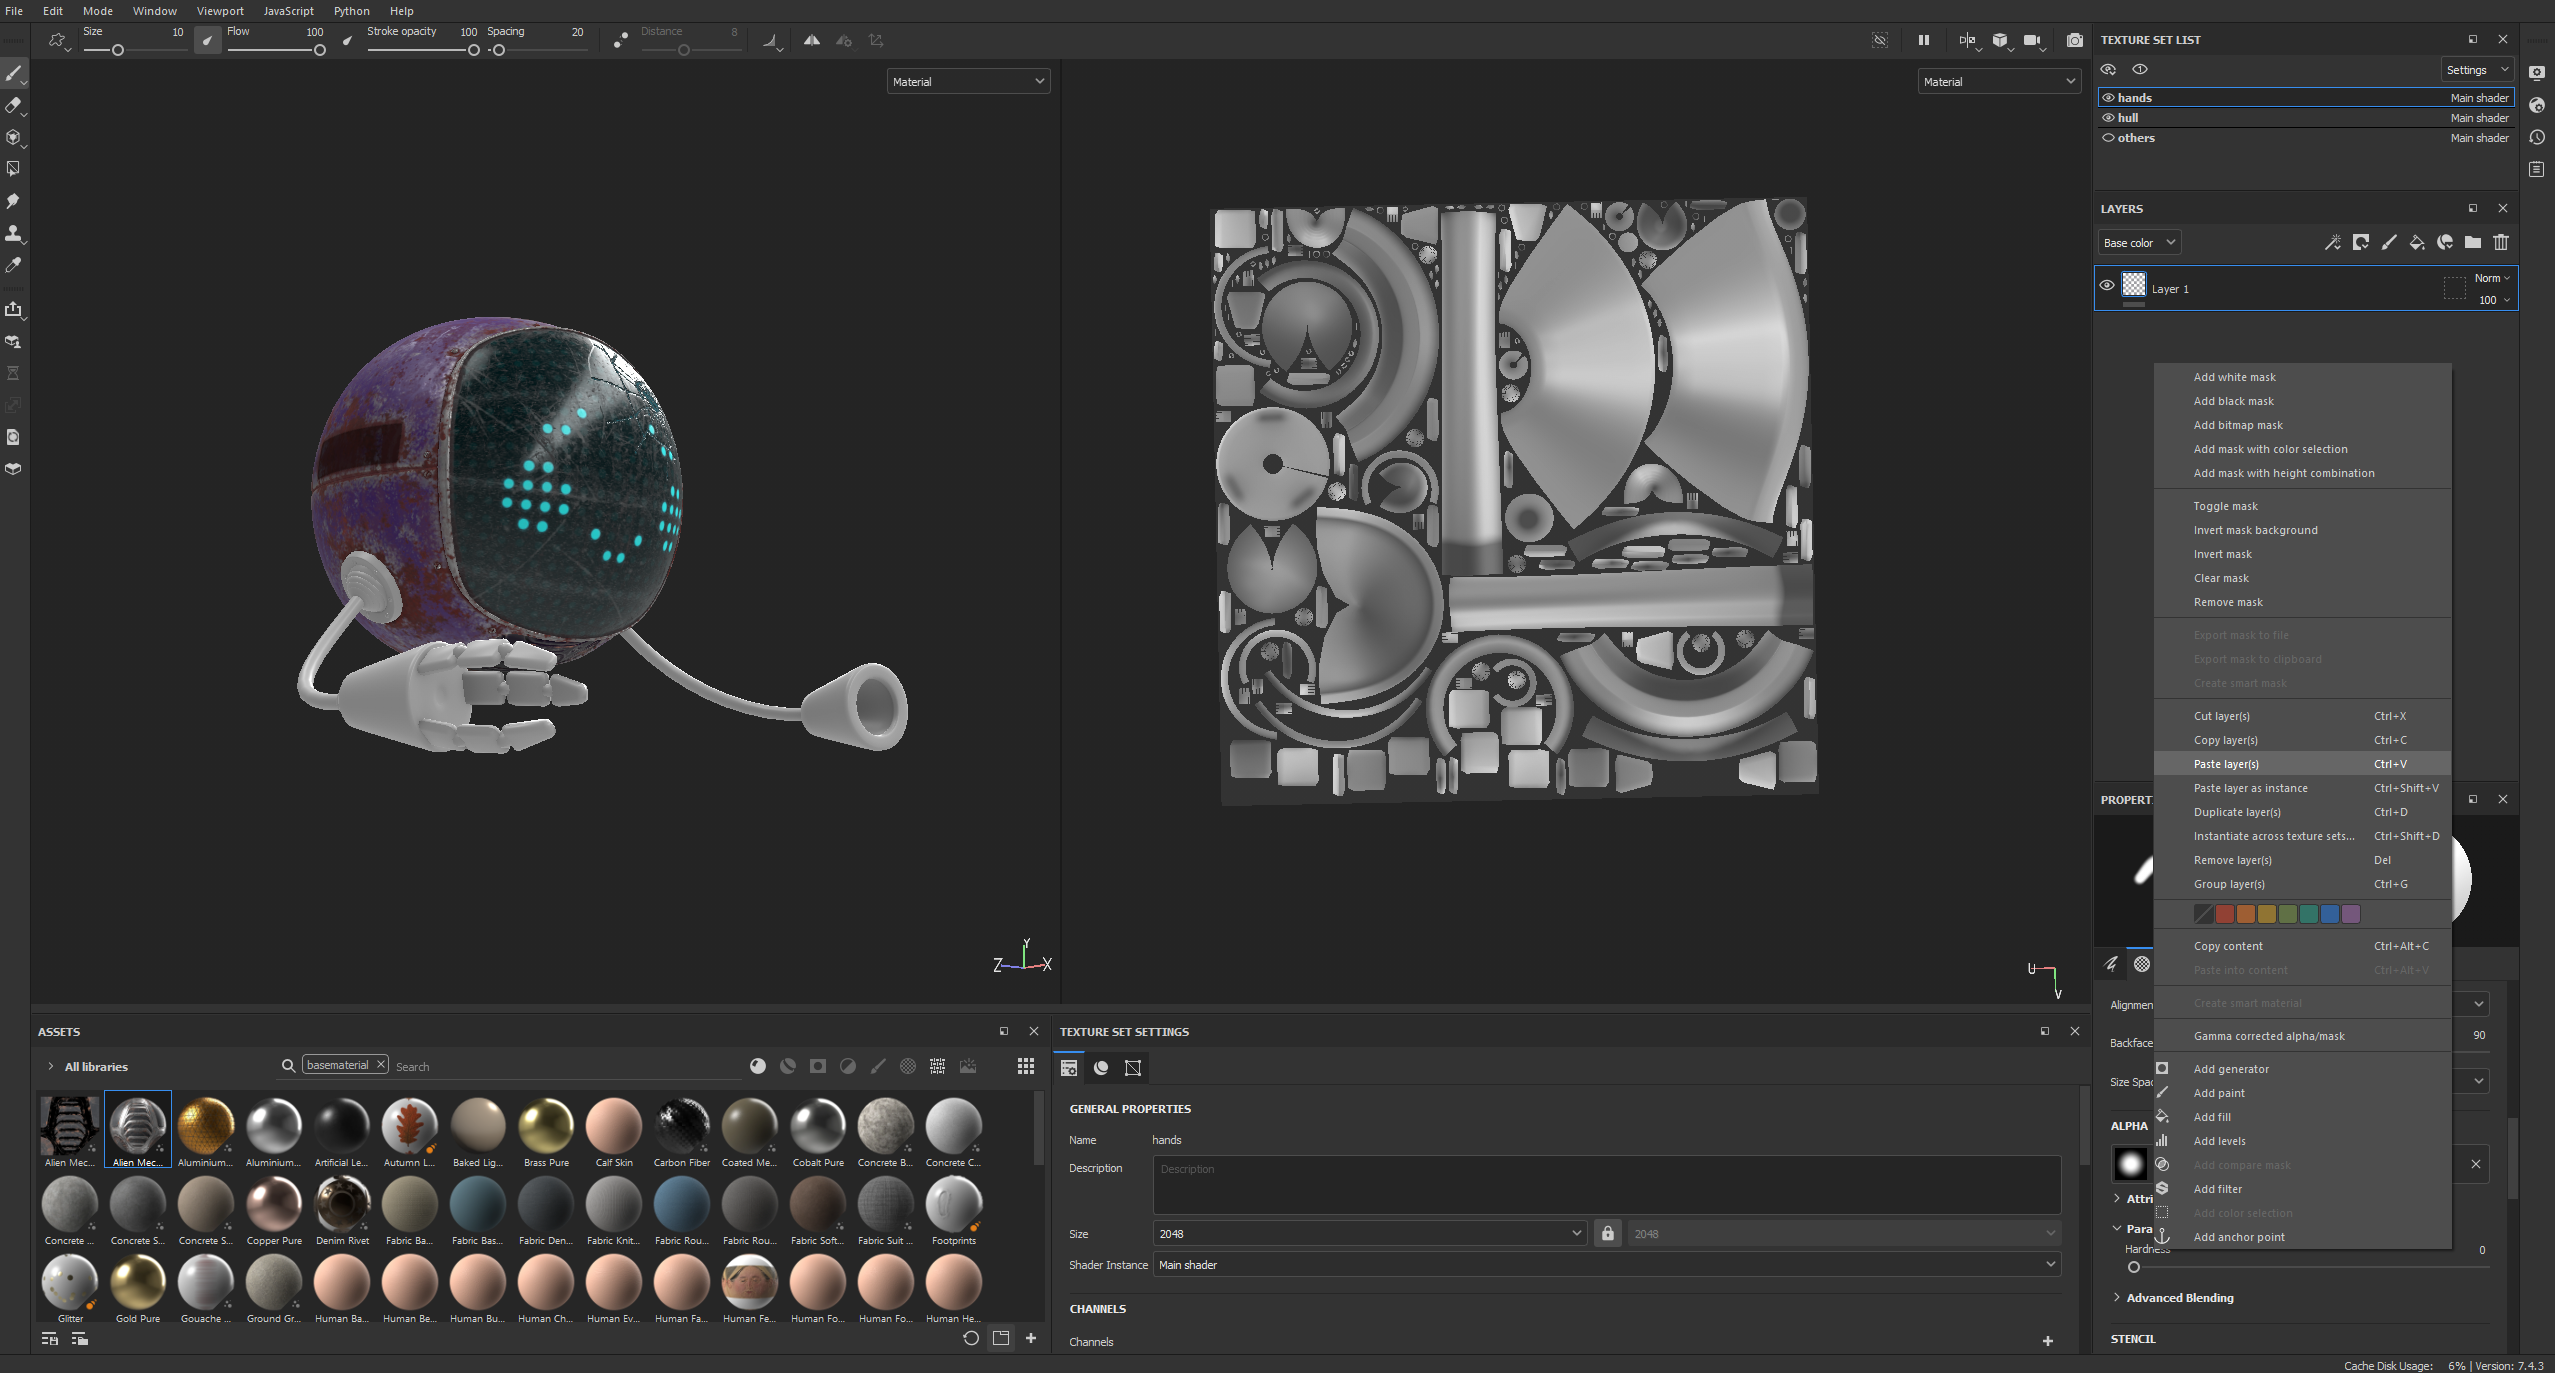 File Edit Mode Window Viewport JavaScript Python Help
Size 10 Flow 100 Stroke opacity 100 Spacing 20 Distance 8
Material
Material
TEXTURE SET LIST
Settings
hands Main shader
hull Main shader
others Main shader
LAYERS
Base color
Layer 1 Norm 100
Add white mask
Add black mask
Add bitmap mask
Add mask with color selection
Add mask with height combination
Toggle mask
Invert mask background
Invert mask
Clear mask
Remove mask
Export mask to file
Export mask to clipboard
Create smart mask
Cut layer(s) Ctrl+X
Copy layer(s) Ctrl+C
Paste layer(s) Ctrl+V
Paste layer as instance Ctrl+Shift+V
Duplicate layer(s) Ctrl+D
Instantiate across texture sets... Ctrl+Shift+D
Remove layer(s) Del
Group layer(s) Ctrl+G
Copy content Ctrl+Alt+C
Paste into content Ctrl+Alt+V
Create smart material
Gamma corrected alpha/mask
Add generator
Add paint
Add fill
Add levels
Add compare mask
Add filter
Add color selection
Add anchor point
PROPERT
Alignmen
Backface 90
Size Spac
ALPHA
Attri
Para
Hardness 0
Advanced Blending
STENCIL
Y
Z X
U
V
ASSETS
All libraries basematerial Search
Alien Mec... Alien Mec... Aluminium... Aluminium... Artificial Le... Autumn L... Baked Lig... Brass Pure Calf Skin Carbon Fiber Coated Me... Cobalt Pure Concrete B... Concrete C...
Concrete ... Concrete S... Concrete S... Copper Pure Denim Rivet Fabric Ba... Fabric Bas... Fabric Den... Fabric Knit... Fabric Rou... Fabric Rou... Fabric Soft... Fabric Suit ... Footprints
Glitter Gold Pure Gouache ... Ground Gr... Human Ba... Human Be... Human Bu... Human Ch... Human Ev... Human Fa... Human Fe... Human Fo... Human Fo... Human He...
TEXTURE SET SETTINGS
GENERAL PROPERTIES
Name hands
Description Description
Size 2048 2048
Shader Instance Main shader
CHANNELS
Channels
Cache Disk Usage: 6% | Version: 7.4.3